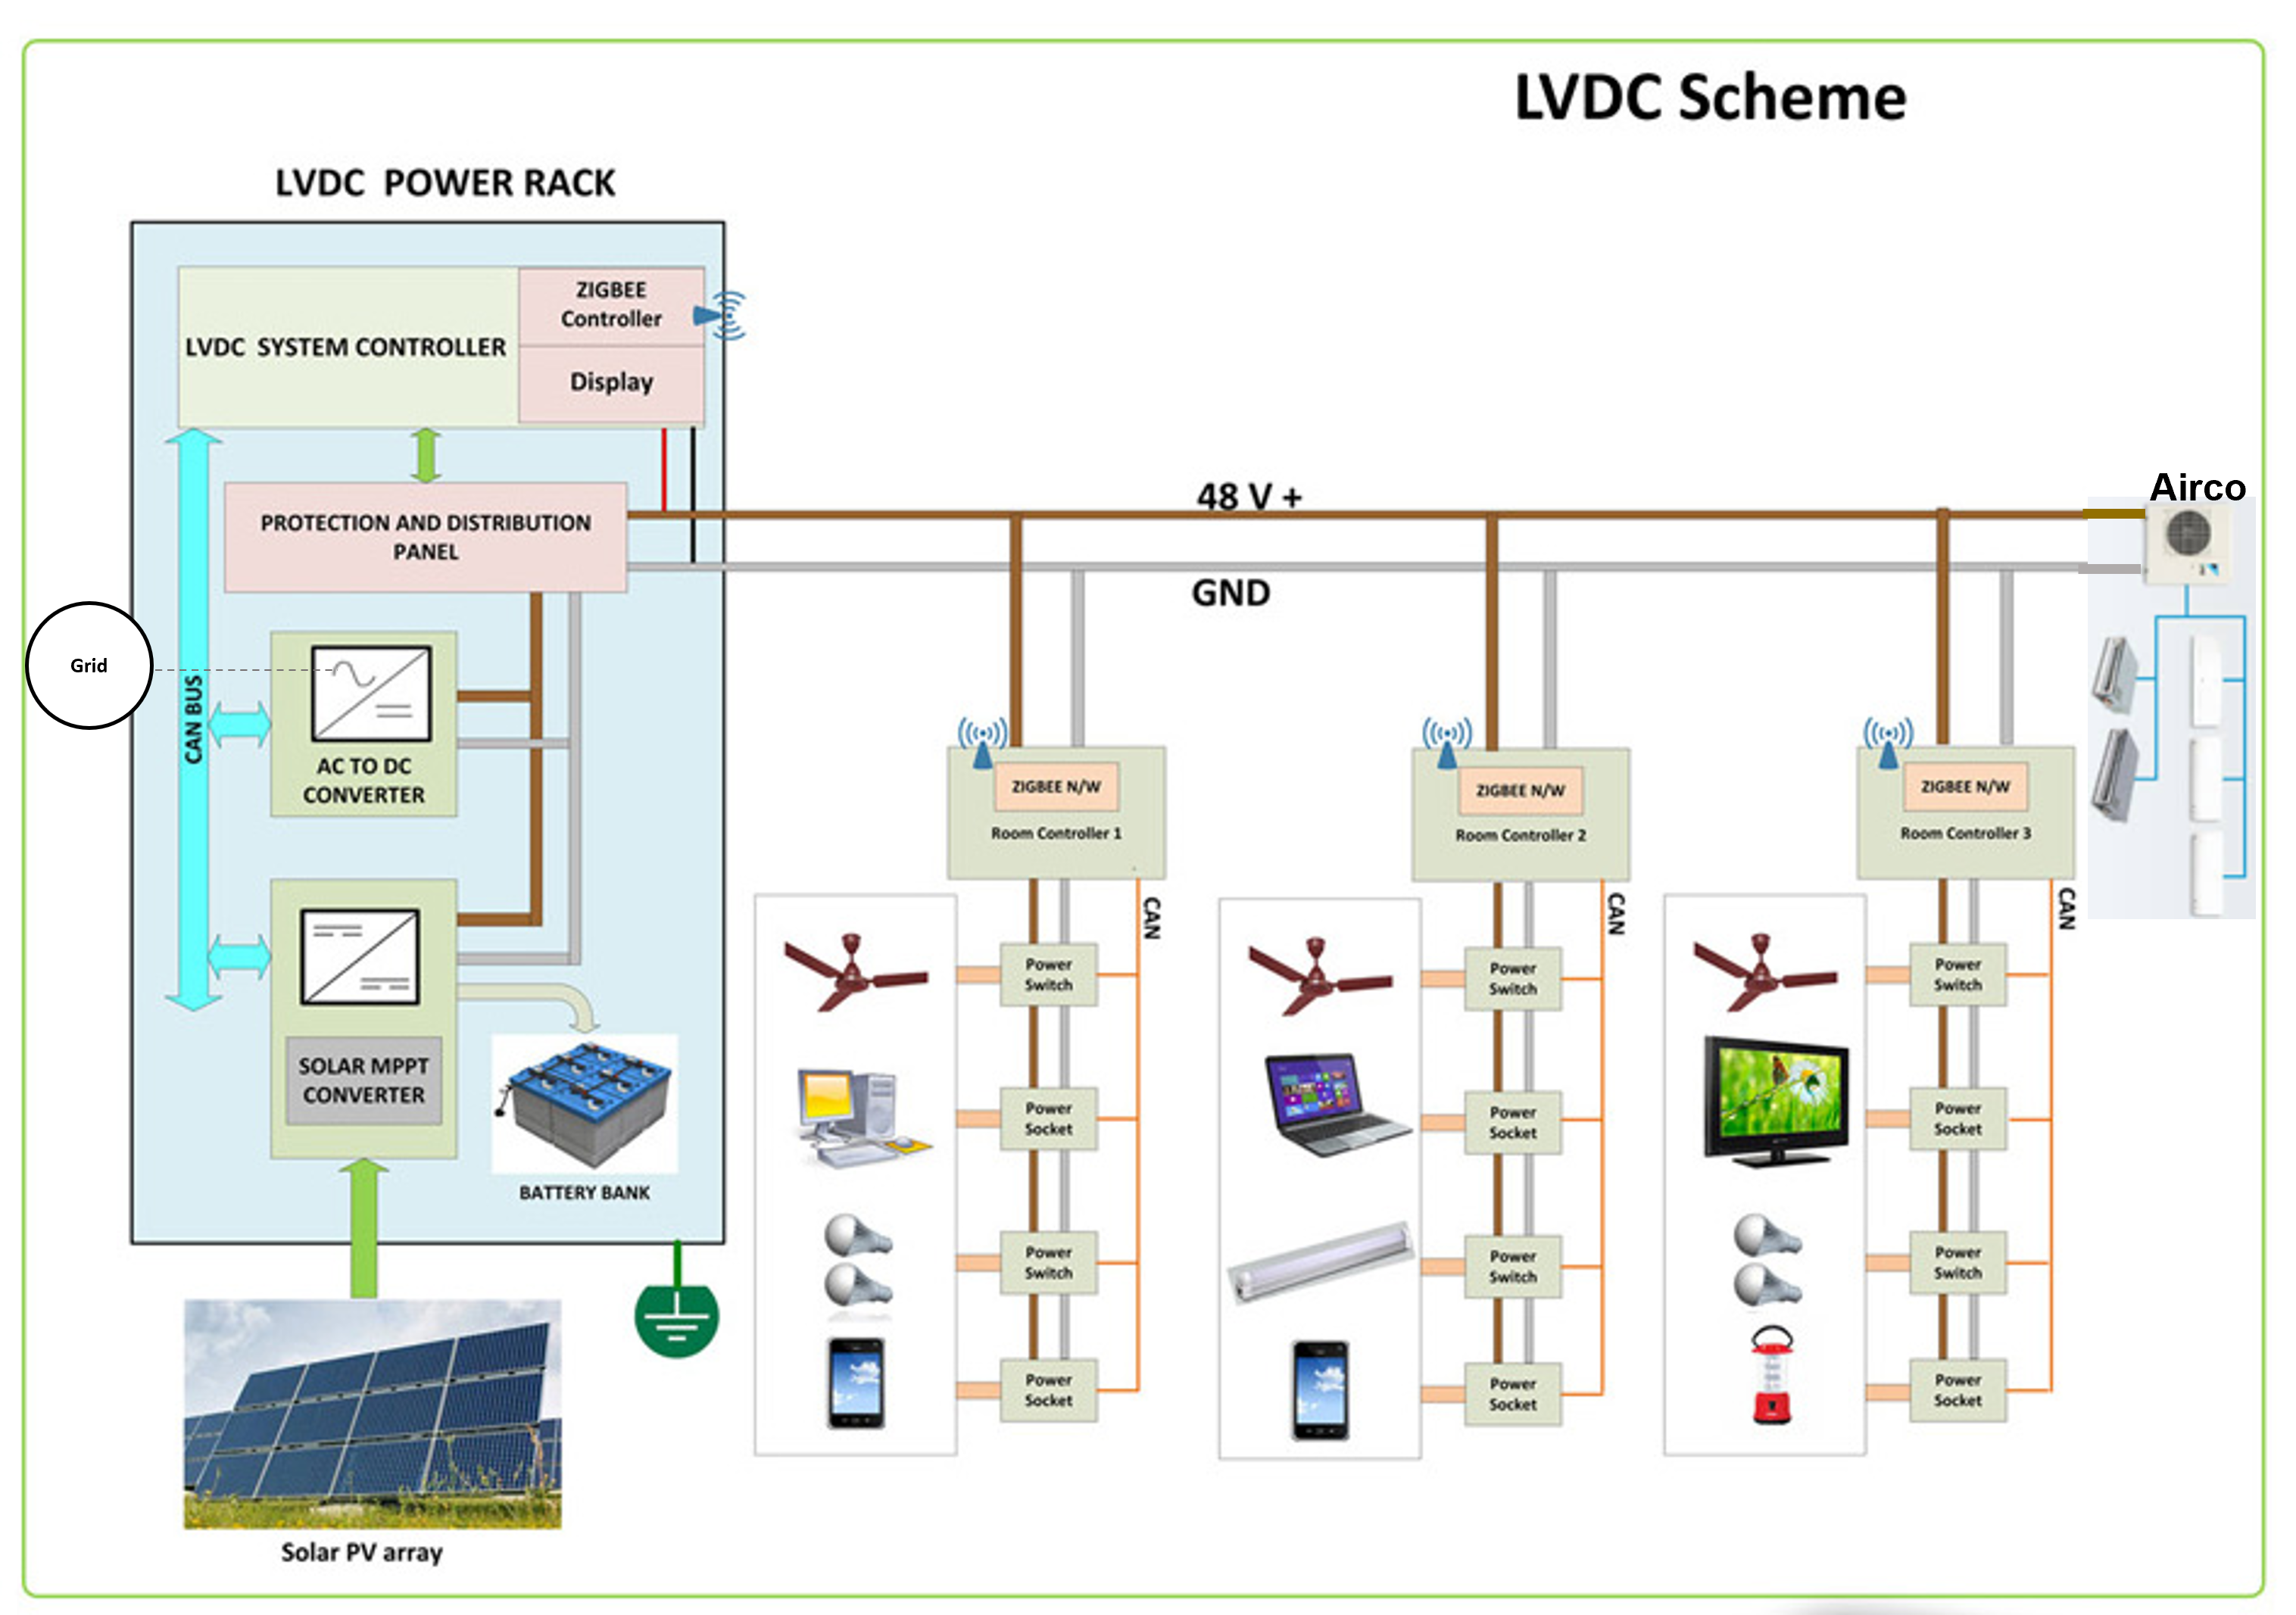 LVDC Scheme
LVDC POWER RACK
LVDC SYSTEM CONTROLLER
ZIGBEE
Controller
Display
PROTECTION AND DISTRIBUTION
PANEL
48 V +
GND
Airco
Grid
CAN BUS
AC TO DC
CONVERTER
SOLAR MPPT
CONVERTER
BATTERY BANK
Solar PV array
ZIGBEE N/W
Room Controller 1
CAN
Power
Switch
Power
Socket
Power
Switch
Power
Socket
ZIGBEE N/W
Room Controller 2
CAN
Power
Switch
Power
Socket
Power
Switch
Power
Socket
ZIGBEE N/W
Room Controller 3
CAN
Power
Switch
Power
Socket
Power
Switch
Power
Socket